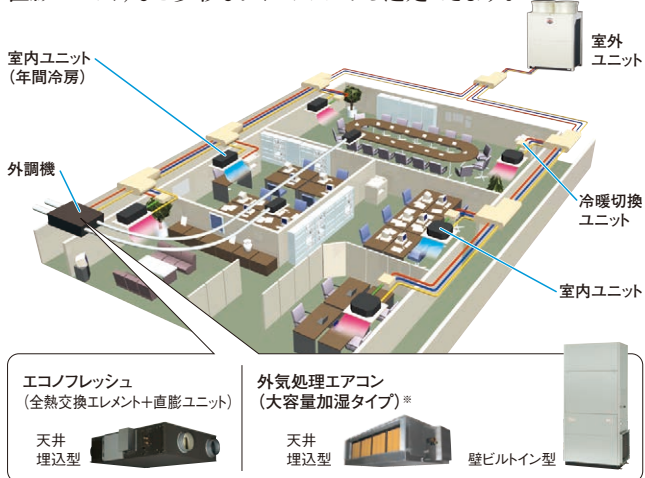 室内ユニット
(年間冷房)
室外
ユニット
外調機
冷暖切換
ユニット
室内ユニット
エコノフレッシュ
(全熱交換エレメント+直膨ユニット)
天井
埋込型
外気処理エアコン
(大容量加湿タイプ)※
天井
埋込型
壁ビルトイン型